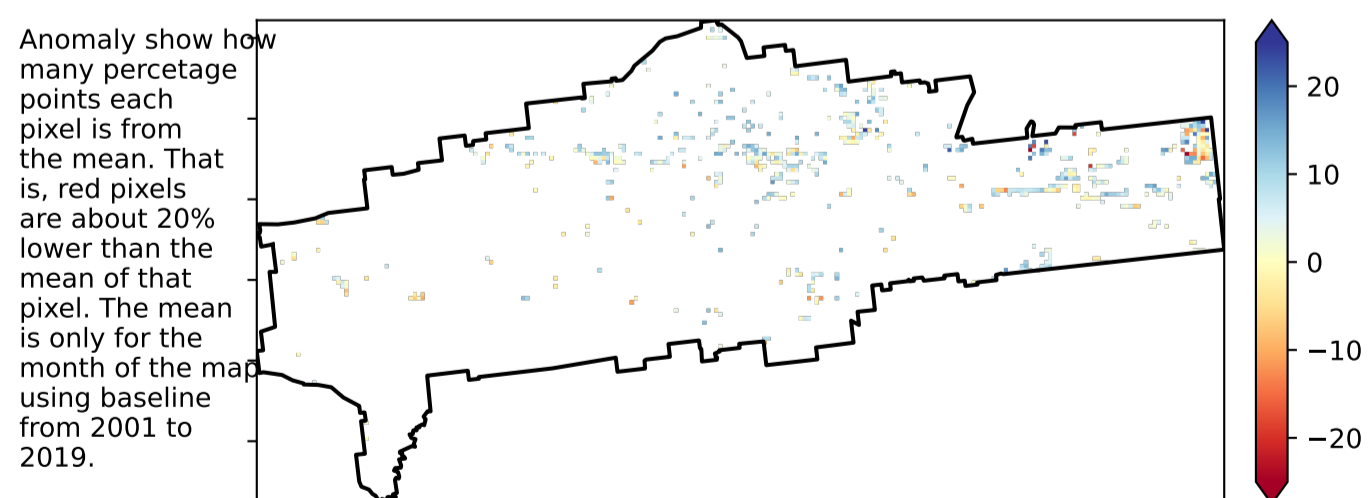 Anomaly show how
many percetage
points each
pixel is from
the mean. That
is, red pixels
are about 20%
lower than the
mean of that
pixel. The mean
is only for the
month of the map
using baseline
from 2001 to
2019.
20
10
0
−10
−20